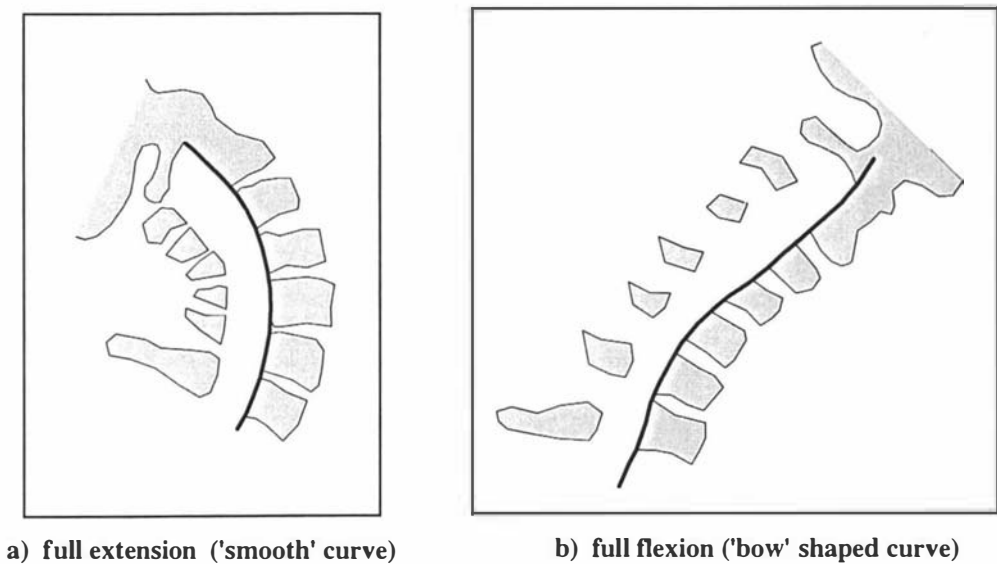 a) full extension ('smooth' curve)
b) full flexion ('bow' shaped curve)